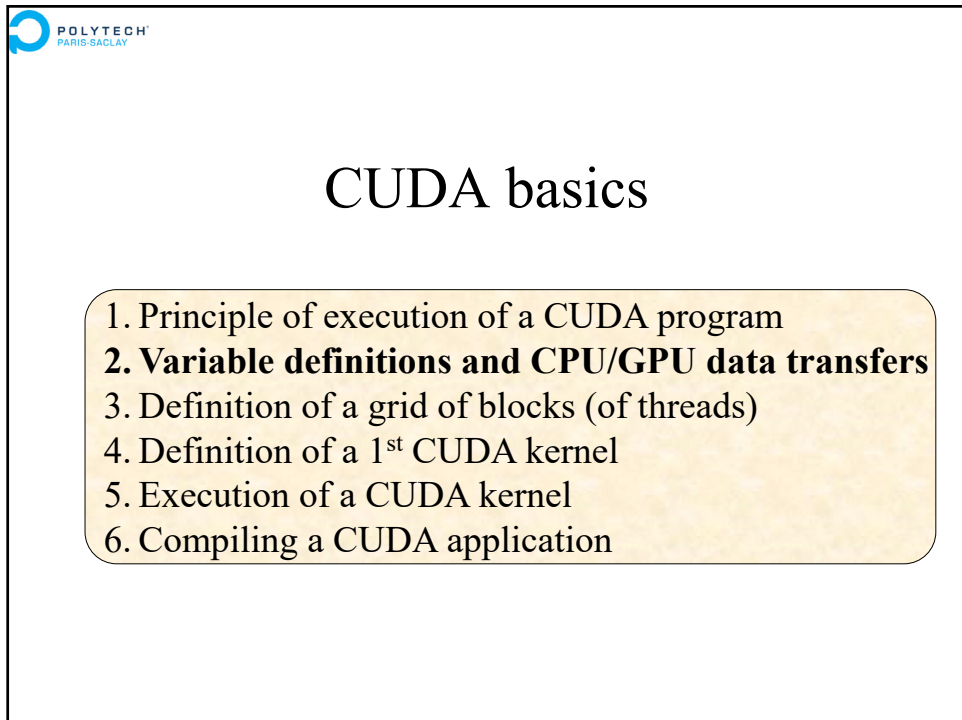 POLYTECH
PARIS-SACLAY
CUDA basics
1. Principle of execution of a CUDA program
2. Variable definitions and CPU/GPU data transfers
3. Definition of a grid of blocks (of threads)
4. Definition of a 1st CUDA kernel
5. Execution of a CUDA kernel
6. Compiling a CUDA application